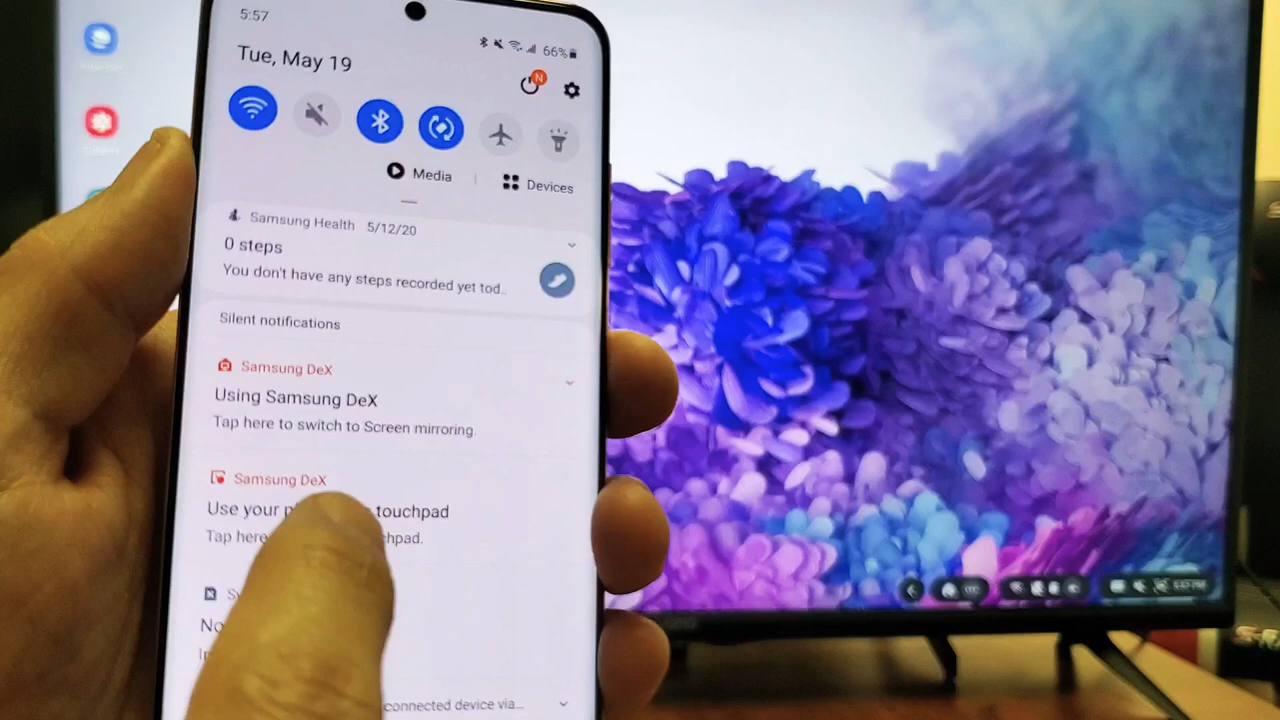 5:57
66%
Tue, May 19
N
Media
Devices
Samsung Health 5/12/20
0 steps
You don't have any steps recorded yet tod..
Silent notifications
Samsung DeX
Using Samsung DeX
Tap here to switch to Screen mirroring.
Samsung DeX
Use your touchpad
Tap here
connected device via...